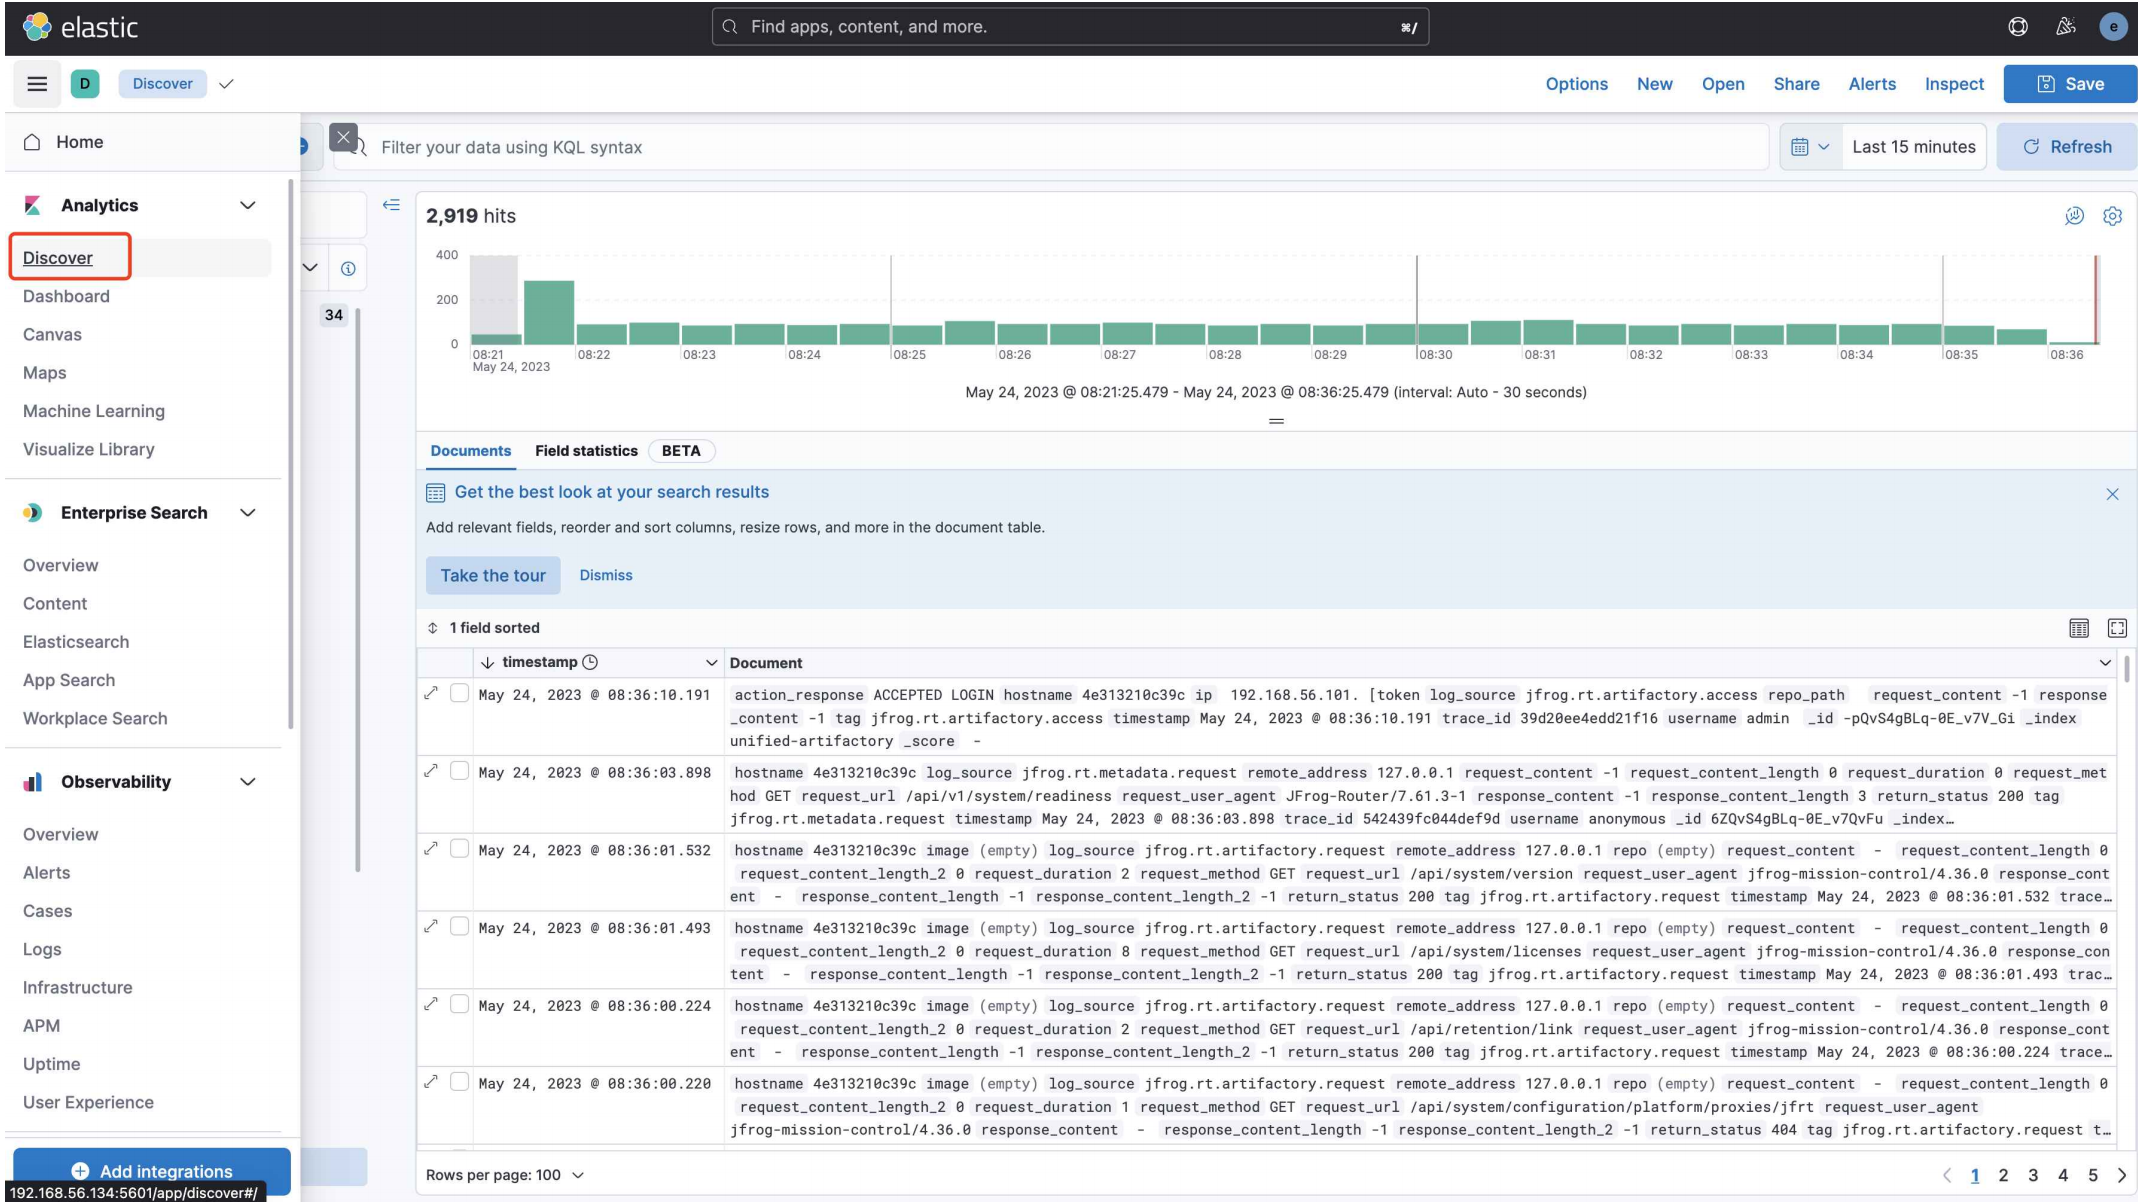 elastic
Find apps, content, and more.
⌘/
e
D
Discover
Options
New
Open
Share
Alerts
Inspect
Save
Home
Filter your data using KQL syntax
Last 15 minutes
Refresh
Analytics
Discover
Dashboard
Canvas
Maps
Machine Learning
Visualize Library
Enterprise Search
Overview
Content
Elasticsearch
App Search
Workplace Search
Observability
Overview
Alerts
Cases
Logs
Infrastructure
APM
Uptime
User Experience
Add integrations
192.168.56.134:5601/app/discover#/
34
2,919 hits
400
200
0
08:21 08:22 08:23 08:24 08:25 08:26 08:27 08:28 08:29 08:30 08:31 08:32 08:33 08:34 08:35 08:36
May 24, 2023
May 24, 2023 @ 08:21:25.479 - May 24, 2023 @ 08:36:25.479 (interval: Auto - 30 seconds)
Documents Field statistics BETA
Get the best look at your search results
Add relevant fields, reorder and sort columns, resize rows, and more in the document table.
Take the tour Dismiss
1 field sorted
timestamp Document
May 24, 2023 @ 08:36:10.191 action_response ACCEPTED LOGIN hostname 4e313210c39c ip 192.168.56.101. [token log_source jfrog.rt.artifactory.access repo_path request_content -1 response
_content -1 tag jfrog.rt.artifactory.access timestamp May 24, 2023 @ 08:36:10.191 trace_id 39d20ee4edd21f16 username admin _id -pQvS4gBLq-0E_v7V_Gi _index
unified-artifactory _score -
May 24, 2023 @ 08:36:03.898 hostname 4e313210c39c log_source jfrog.rt.metadata.request remote_address 127.0.0.1 request_content -1 request_content_length 0 request_duration 0 request_met
hod GET request_url /api/v1/system/readiness request_user_agent JFrog-Router/7.61.3-1 response_content -1 response_content_length 3 return_status 200 tag
jfrog.rt.metadata.request timestamp May 24, 2023 @ 08:36:03.898 trace_id 542439fc044def9d username anonymous _id 6ZQvS4gBLq-0E_v7QvFu _index…
May 24, 2023 @ 08:36:01.532 hostname 4e313210c39c image (empty) log_source jfrog.rt.artifactory.request remote_address 127.0.0.1 repo (empty) request_content - request_content_length 0
request_content_length_2 0 request_duration 2 request_method GET request_url /api/system/version request_user_agent jfrog-mission-control/4.36.0 response_cont
ent - response_content_length -1 response_content_length_2 -1 return_status 200 tag jfrog.rt.artifactory.request timestamp May 24, 2023 @ 08:36:01.532 trace…
May 24, 2023 @ 08:36:01.493 hostname 4e313210c39c image (empty) log_source jfrog.rt.artifactory.request remote_address 127.0.0.1 repo (empty) request_content - request_content_length 0
request_content_length_2 0 request_duration 8 request_method GET request_url /api/system/licenses request_user_agent jfrog-mission-control/4.36.0 response_con
tent - response_content_length -1 response_content_length_2 -1 return_status 200 tag jfrog.rt.artifactory.request timestamp May 24, 2023 @ 08:36:01.493 trac…
May 24, 2023 @ 08:36:00.224 hostname 4e313210c39c image (empty) log_source jfrog.rt.artifactory.request remote_address 127.0.0.1 repo (empty) request_content - request_content_length 0
request_content_length_2 0 request_duration 2 request_method GET request_url /api/retention/link request_user_agent jfrog-mission-control/4.36.0 response_cont
ent - response_content_length -1 response_content_length_2 -1 return_status 200 tag jfrog.rt.artifactory.request timestamp May 24, 2023 @ 08:36:00.224 trace…
May 24, 2023 @ 08:36:00.220 hostname 4e313210c39c image (empty) log_source jfrog.rt.artifactory.request remote_address 127.0.0.1 repo (empty) request_content - request_content_length 0
request_content_length_2 0 request_duration 1 request_method GET request_url /api/system/configuration/platform/proxies/jfrt request_user_agent
jfrog-mission-control/4.36.0 response_content - response_content_length -1 response_content_length_2 -1 return_status 404 tag jfrog.rt.artifactory.request t…
Rows per page: 100
1 2 3 4 5